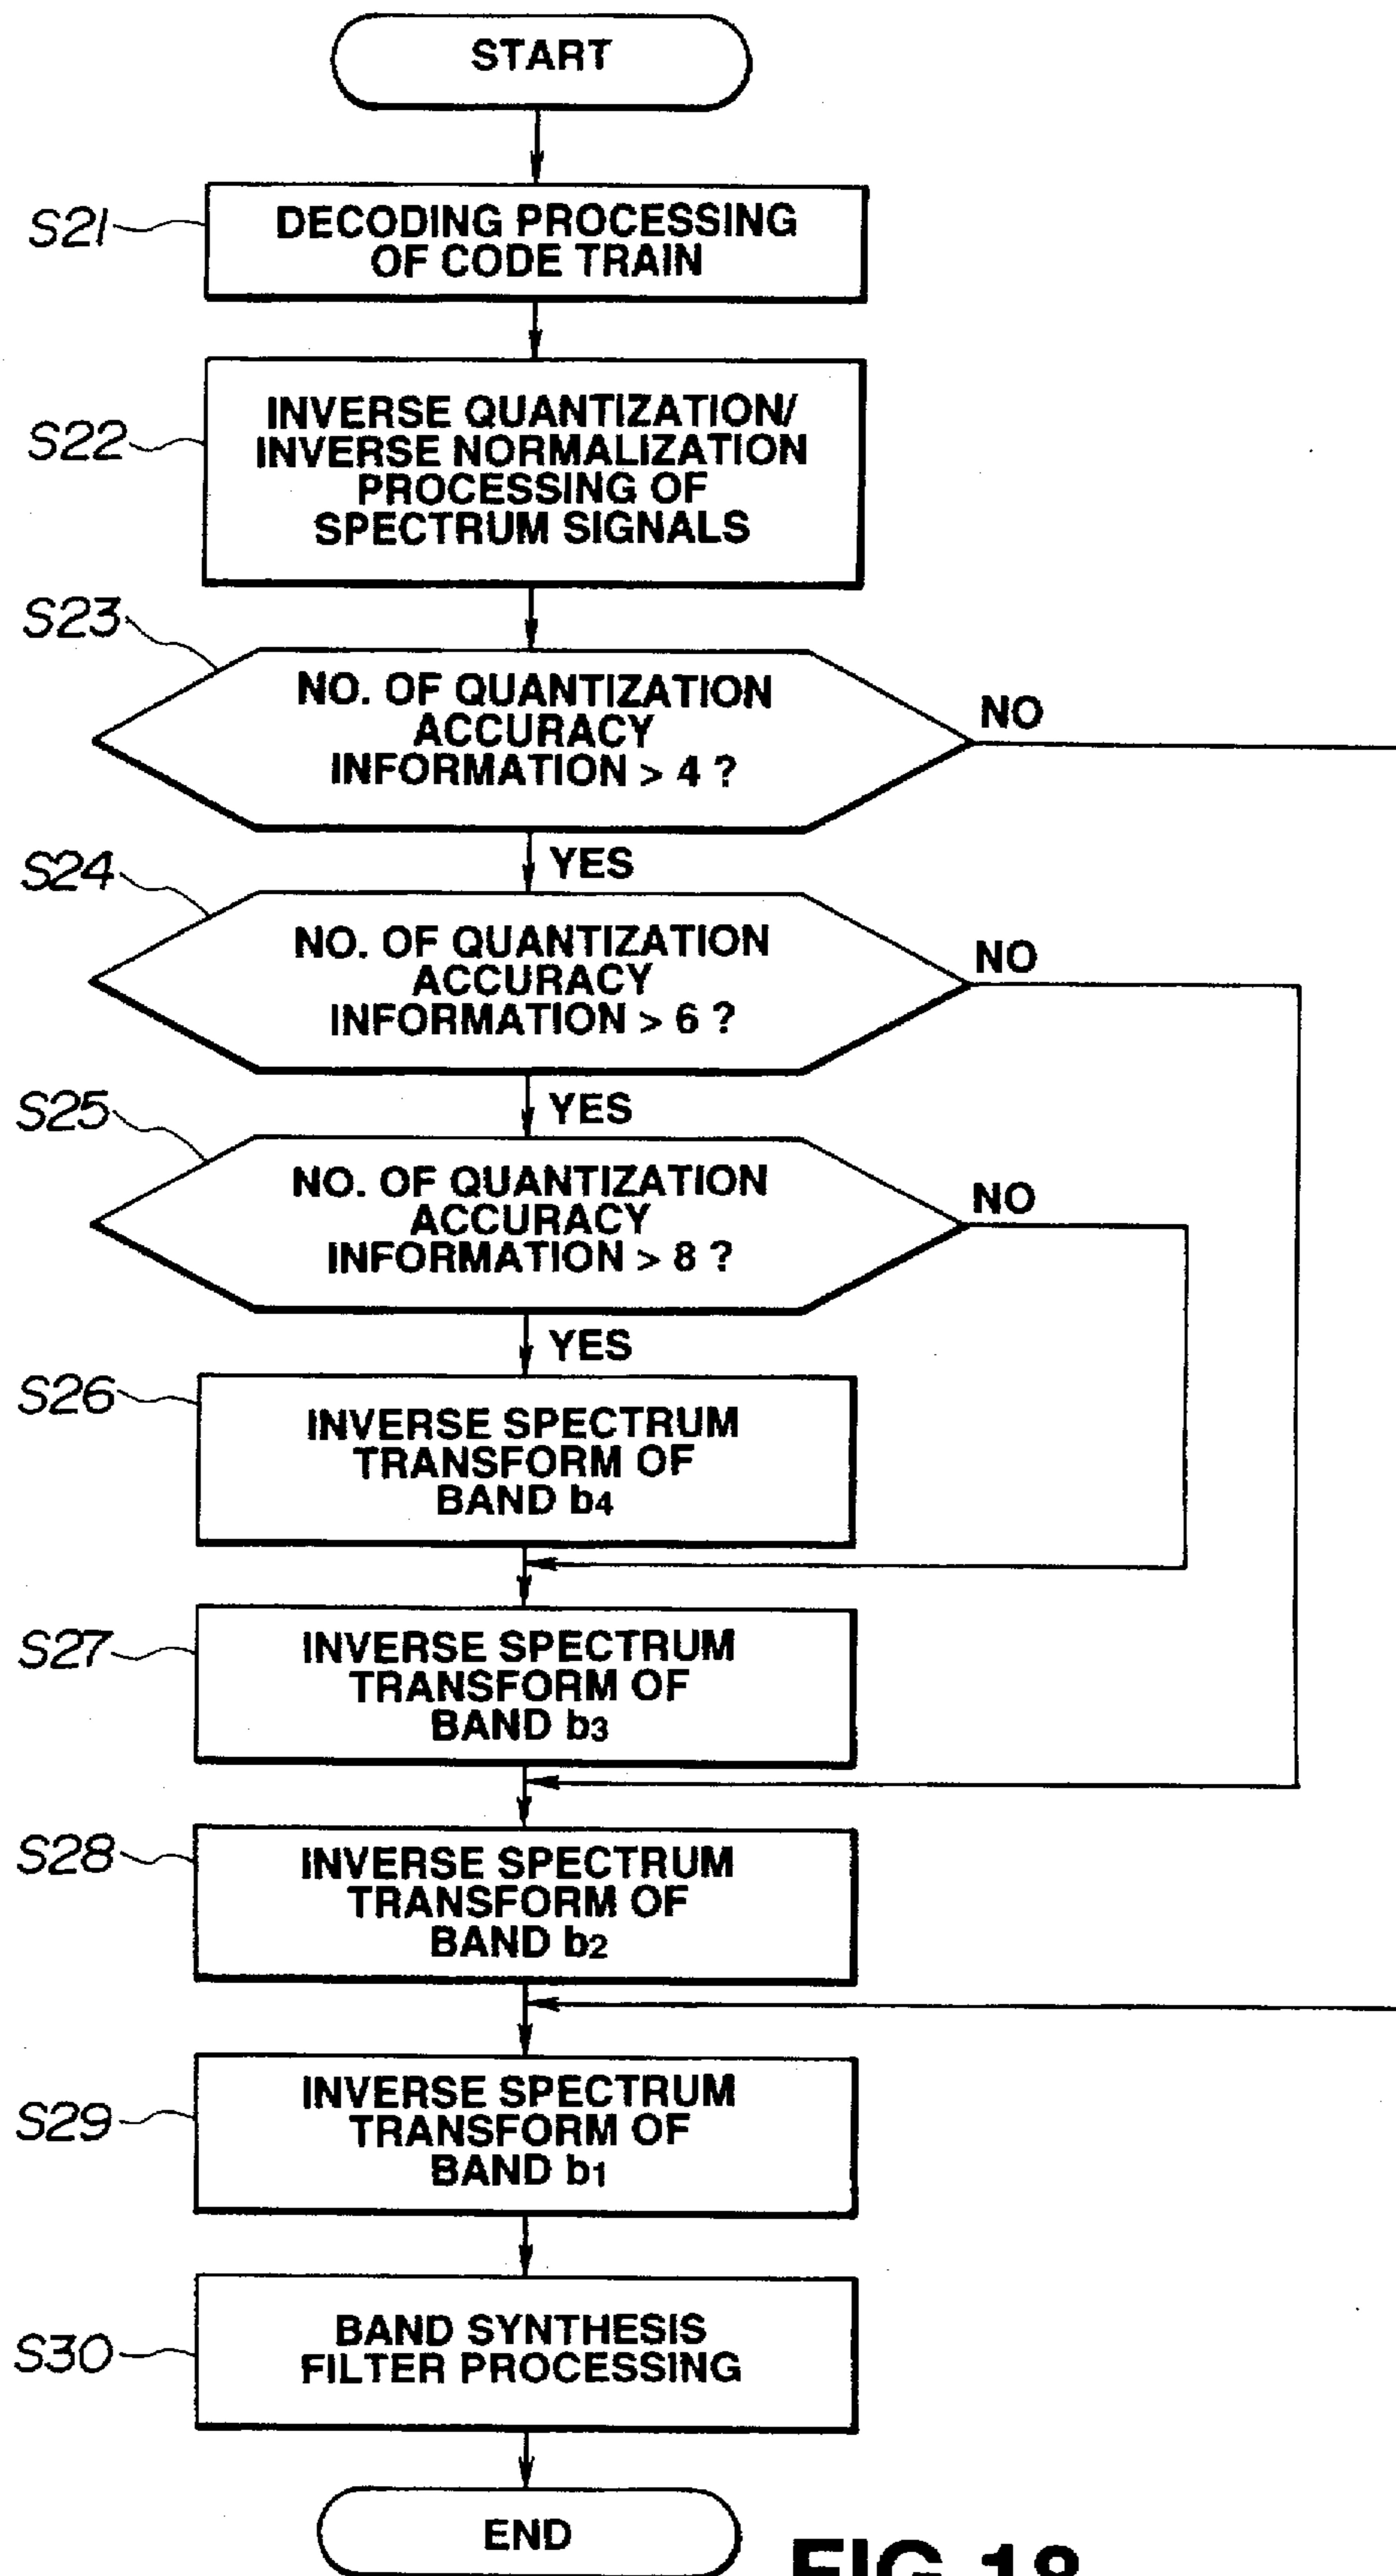 START
S21
DECODING PROCESSING
OF CODE TRAIN
S22
INVERSE QUANTIZATION/
INVERSE NORMALIZATION
PROCESSING OF
SPECTRUM SIGNALS
S23
NO. OF QUANTIZATION
ACCURACY
INFORMATION > 4 ?
NO
YES
S24
NO. OF QUANTIZATION
ACCURACY
INFORMATION > 6 ?
NO
YES
S25
NO. OF QUANTIZATION
ACCURACY
INFORMATION > 8 ?
NO
YES
S26
INVERSE SPECTRUM
TRANSFORM OF
BAND b4
S27
INVERSE SPECTRUM
TRANSFORM OF
BAND b3
S28
INVERSE SPECTRUM
TRANSFORM OF
BAND b2
S29
INVERSE SPECTRUM
TRANSFORM OF
BAND b1
S30
BAND SYNTHESIS
FILTER PROCESSING
END
FIG.18